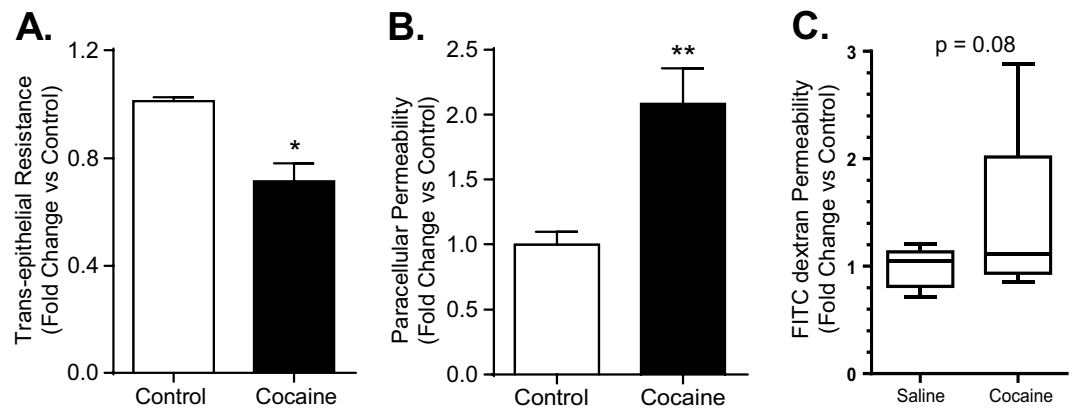 A.
Trans-epithelial Resistance
(Fold Change vs Control)
1.2
0.8
0.4
0.0
*
Control Cocaine
B.
Paracellular Permeability
(Fold Change vs Control)
2.5
2.0
1.5
1.0
0.5
0.0
**
Control Cocaine
C.
FITC dextran Permeability
(Fold Change vs Control)
p = 0.08
3
2
1
0
Saline Cocaine